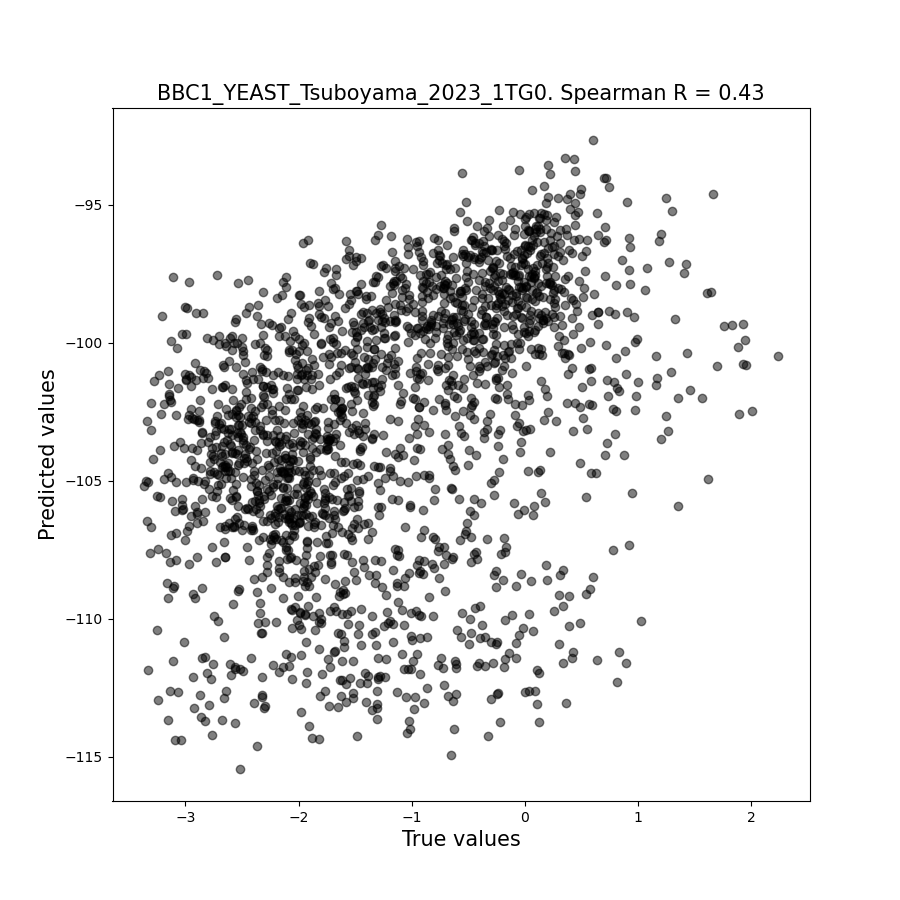 BBC1_YEAST_Tsuboyama_2023_1TG0. Spearman R = 0.43
Predicted values
−95
−100
−105
−110
−115
−3 −2 −1 0 1 2
True values